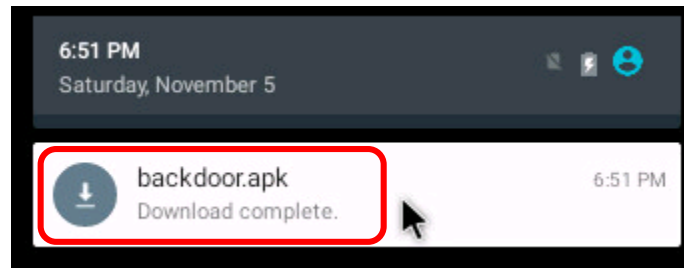 6:51 PM
Saturday, November 5
backdoor.apk
6:51 PM
Download complete.